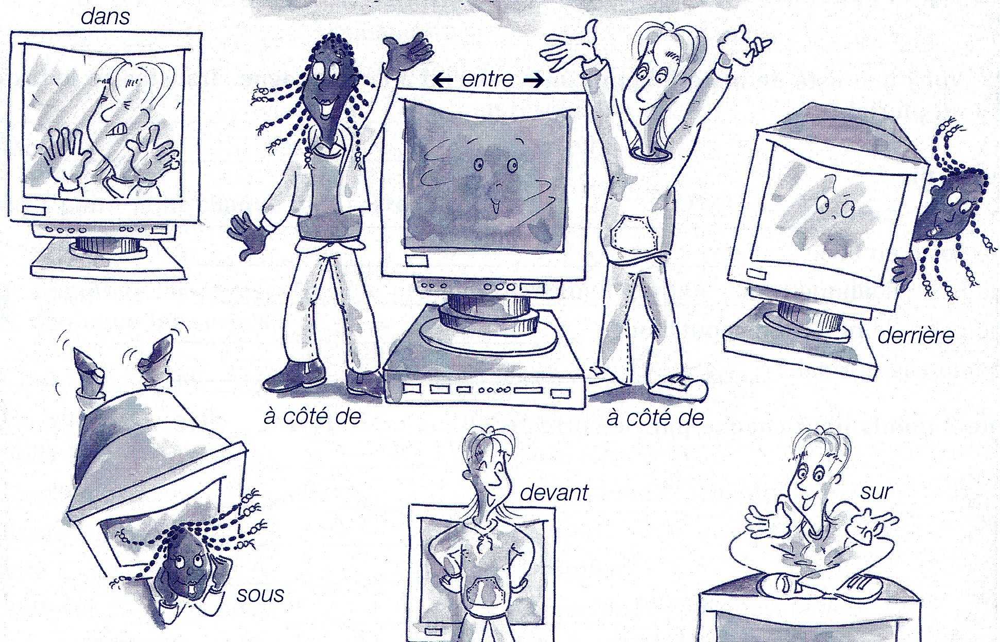 dans
← entre →
derrière
à côté de
à côté de
devant
sur
sous